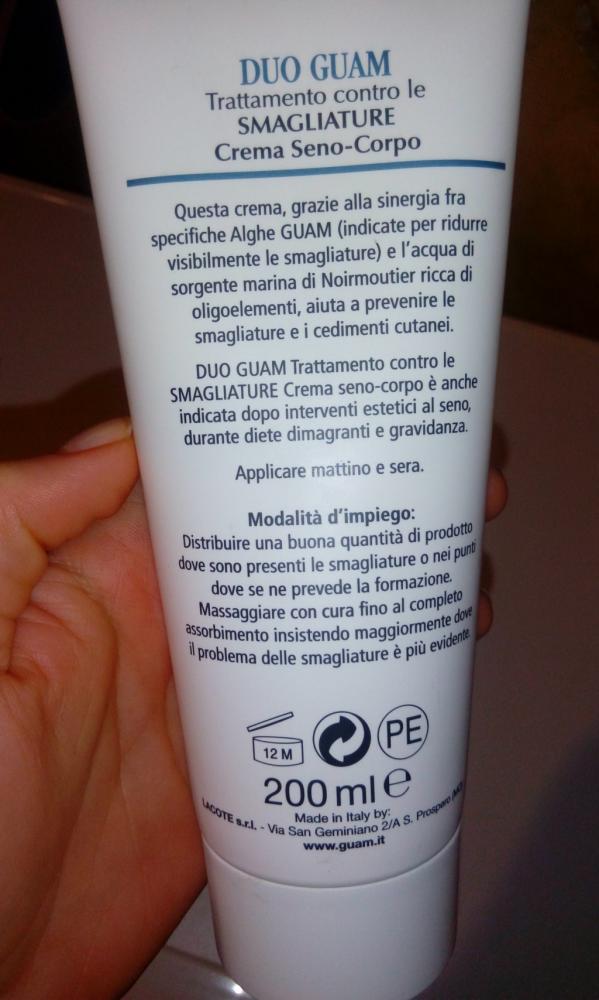 DUO GUAM
Trattamento contro le
SMAGLIATURE
Crema Seno-Corpo
Questa crema, grazie alla sinergia fra
specifiche Alghe GUAM (indicate per ridurre
visibilmente le smagliature) e l'acqua di
sorgente marina di Noirmoutier ricca di
oligoelementi, aiuta a prevenire le
smagliature e i cedimenti cutanei.
DUO GUAM Trattamento contro le
SMAGLIATURE Crema seno-corpo è anche
indicata dopo interventi estetici al seno,
durante diete dimagranti e gravidanza.
Applicare mattino e sera.
Modalità d'impiego:
Distribuire una buona quantità di prodotto
dove sono presenti le smagliature o nei punti
dove se ne prevede la formazione.
Massaggiare con cura fino al completo
assorbimento insistendo maggiormente dove
il problema delle smagliature è più evidente.
12 M
PE
200 ml e
Made in Italy by:
LACOTE s.r.l. - Via San Geminiano 2/A S. Prospero (MO)
www.guam.it